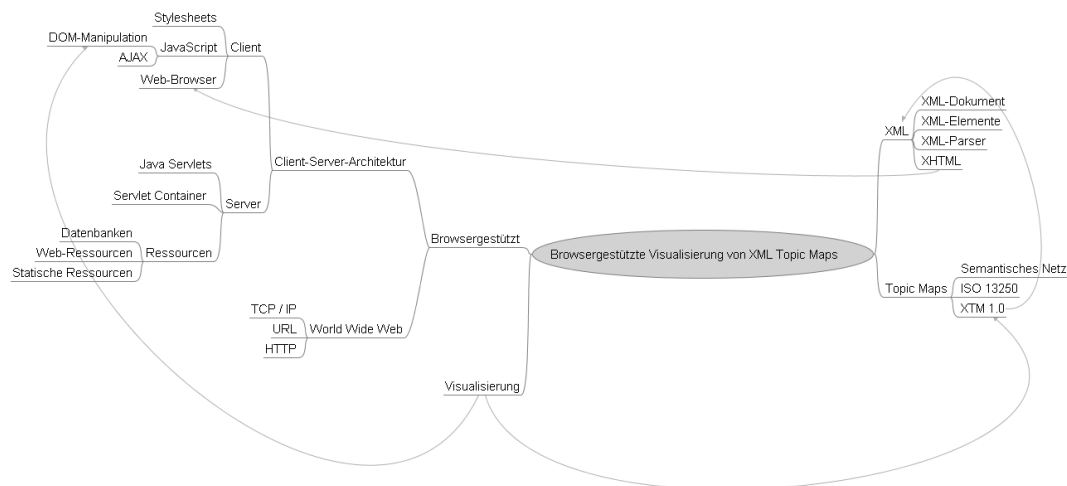 Stylesheets
DOM-Manipulation
AJAX
JavaScript
Client
Web-Browser
Java Servlets
Servlet Container
Server
Datenbanken
Web-Ressourcen
Statische Ressourcen
Ressourcen
Client-Server-Architektur
Browsergestützt
TCP / IP
URL
HTTP
World Wide Web
Visualisierung
Browsergestützte Visualisierung von XML Topic Maps
XML
XML-Dokument
XML-Elemente
XML-Parser
XHTML
Topic Maps
Semantisches Netz
ISO 13250
XTM 1.0